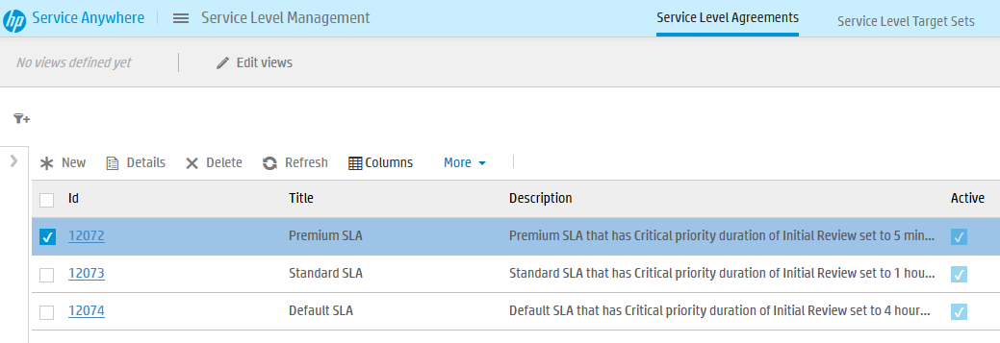 hp Service Anywhere Service Level Management Service Level Agreements Service Level Target Sets
No views defined yet Edit views
New Details Delete Refresh Columns More
Id Title Description Active
12072 Premium SLA Premium SLA that has Critical priority duration of Initial Review set to 5 min...
12073 Standard SLA Standard SLA that has Critical priority duration of Initial Review set to 1 hou...
12074 Default SLA Default SLA that has Critical priority duration of Initial Review set to 4 hour...